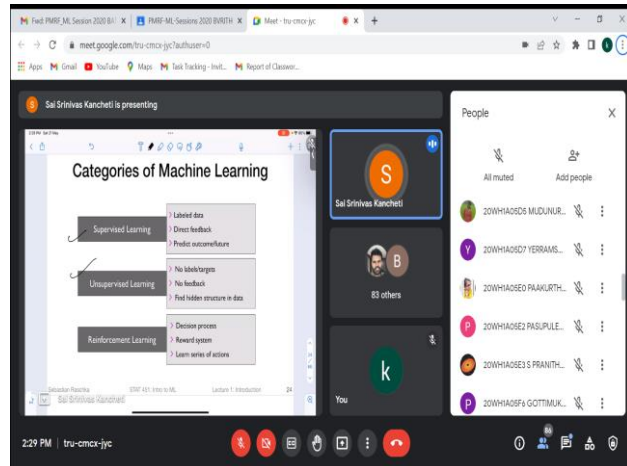 Fwd: PMRF_ML Session 2020 BA
PMRF-ML-Sessions 2020 BVRITH
Meet - tru-cmcx-jyc
meet.google.com/tru-cmcx-jyc?authuser=0
Apps
Gmail
YouTube
Maps
Task Tracking - Invit...
Report of Classwor...
S
Sai Srinivas Kancheti is presenting
Categories of Machine Learning
Supervised Learning
> Labeled data
> Direct feedback
> Predict outcome/future
Unsupervised Learning
> No labels/targets
> No feedback
> Find hidden structure in data
Reinforcement Learning
> Decision process
> Reward system
> Learn series of actions
Sebastian Raschka
STAT 451: Intro to ML
Lecture 1: Introduction
24
Sai Srinivas Kancheti
S
Sai Srinivas Kancheti
B
83 others
k
You
People
All muted
Add people
20WH1A05D5 MUDUNUR...
Y
20WH1A05D7 YERRAMS...
20WH1A05E0 PAAKURTH...
P
20WH1A05E2 PASUPULE...
20WH1A05E3 S PRANITH...
P
20WH1A05F6 GOTTIMUK...
2:29 PM | tru-cmcx-jyc
86